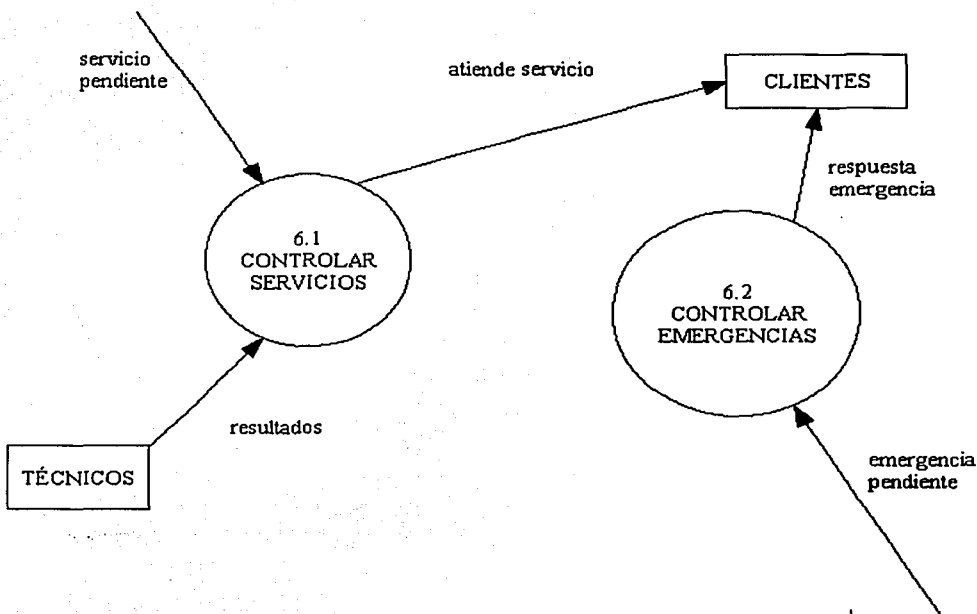 servicio
pendiente
atiende servicio
CLIENTES
respuesta
emergencia
6.1
CONTROLAR
SERVICIOS
6.2
CONTROLAR
EMERGENCIAS
resultados
TÉCNICOS
emergencia
pendiente